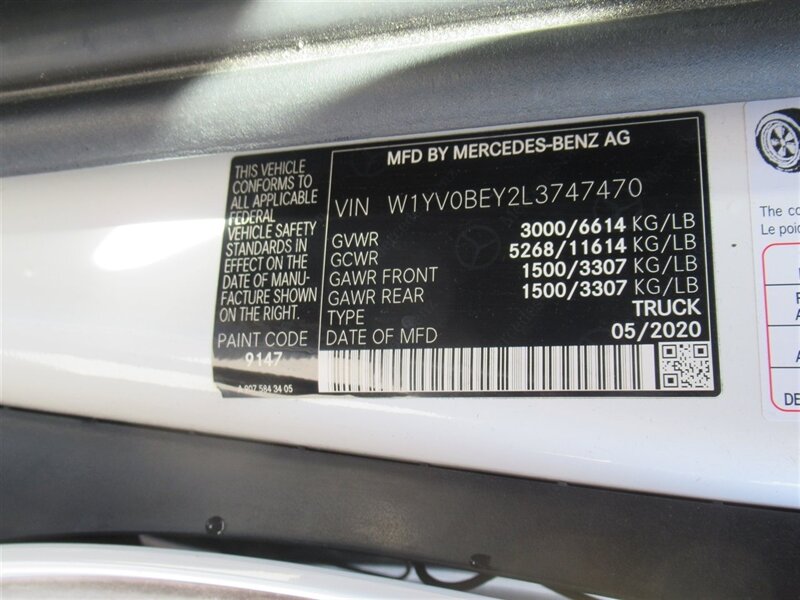 THIS VEHICLE
CONFORMS TO
ALL APPLICABLE
FEDERAL
VEHICLE SAFETY
STANDARDS IN
EFFECT ON THE
DATE OF MANU-
FACTURE SHOWN
ON THE RIGHT.
PAINT CODE
9147
A 907 584 34 05
MFD BY MERCEDES-BENZ AG
VIN W1YV0BEY2L3747470
GVWR 3000/6614 KG/LB
GCWR 5268/11614 KG/LB
GAWR FRONT 1500/3307 KG/LB
GAWR REAR 1500/3307 KG/LB
TYPE TRUCK
DATE OF MFD 05/2020
The co
Le poi
DE